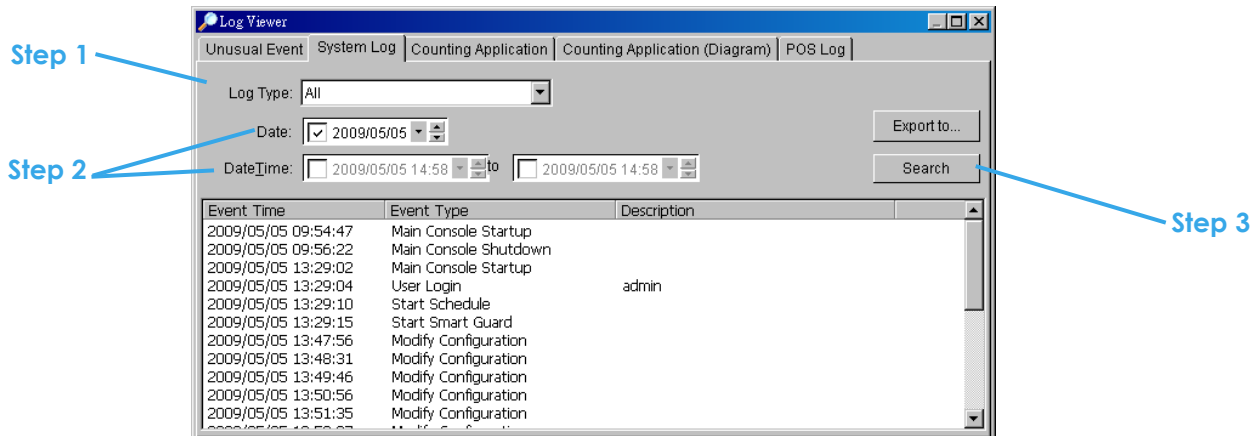 Log Viewer
Unusual Event System Log Counting Application Counting Application (Diagram) POS Log
Step 1
Log Type: All
Date: 2009/05/05 Export to...
Step 2 DateTime: 2009/05/05 14:58 to 2009/05/05 14:58 Search
Event Time Event Type Description
Step 3
2009/05/05 09:54:47 Main Console Startup
2009/05/05 09:56:22 Main Console Shutdown
2009/05/05 13:29:02 Main Console Startup
2009/05/05 13:29:04 User Login admin
2009/05/05 13:29:10 Start Schedule
2009/05/05 13:29:15 Start Smart Guard
2009/05/05 13:47:56 Modify Configuration
2009/05/05 13:48:31 Modify Configuration
2009/05/05 13:49:46 Modify Configuration
2009/05/05 13:50:56 Modify Configuration
2009/05/05 13:51:35 Modify Configuration